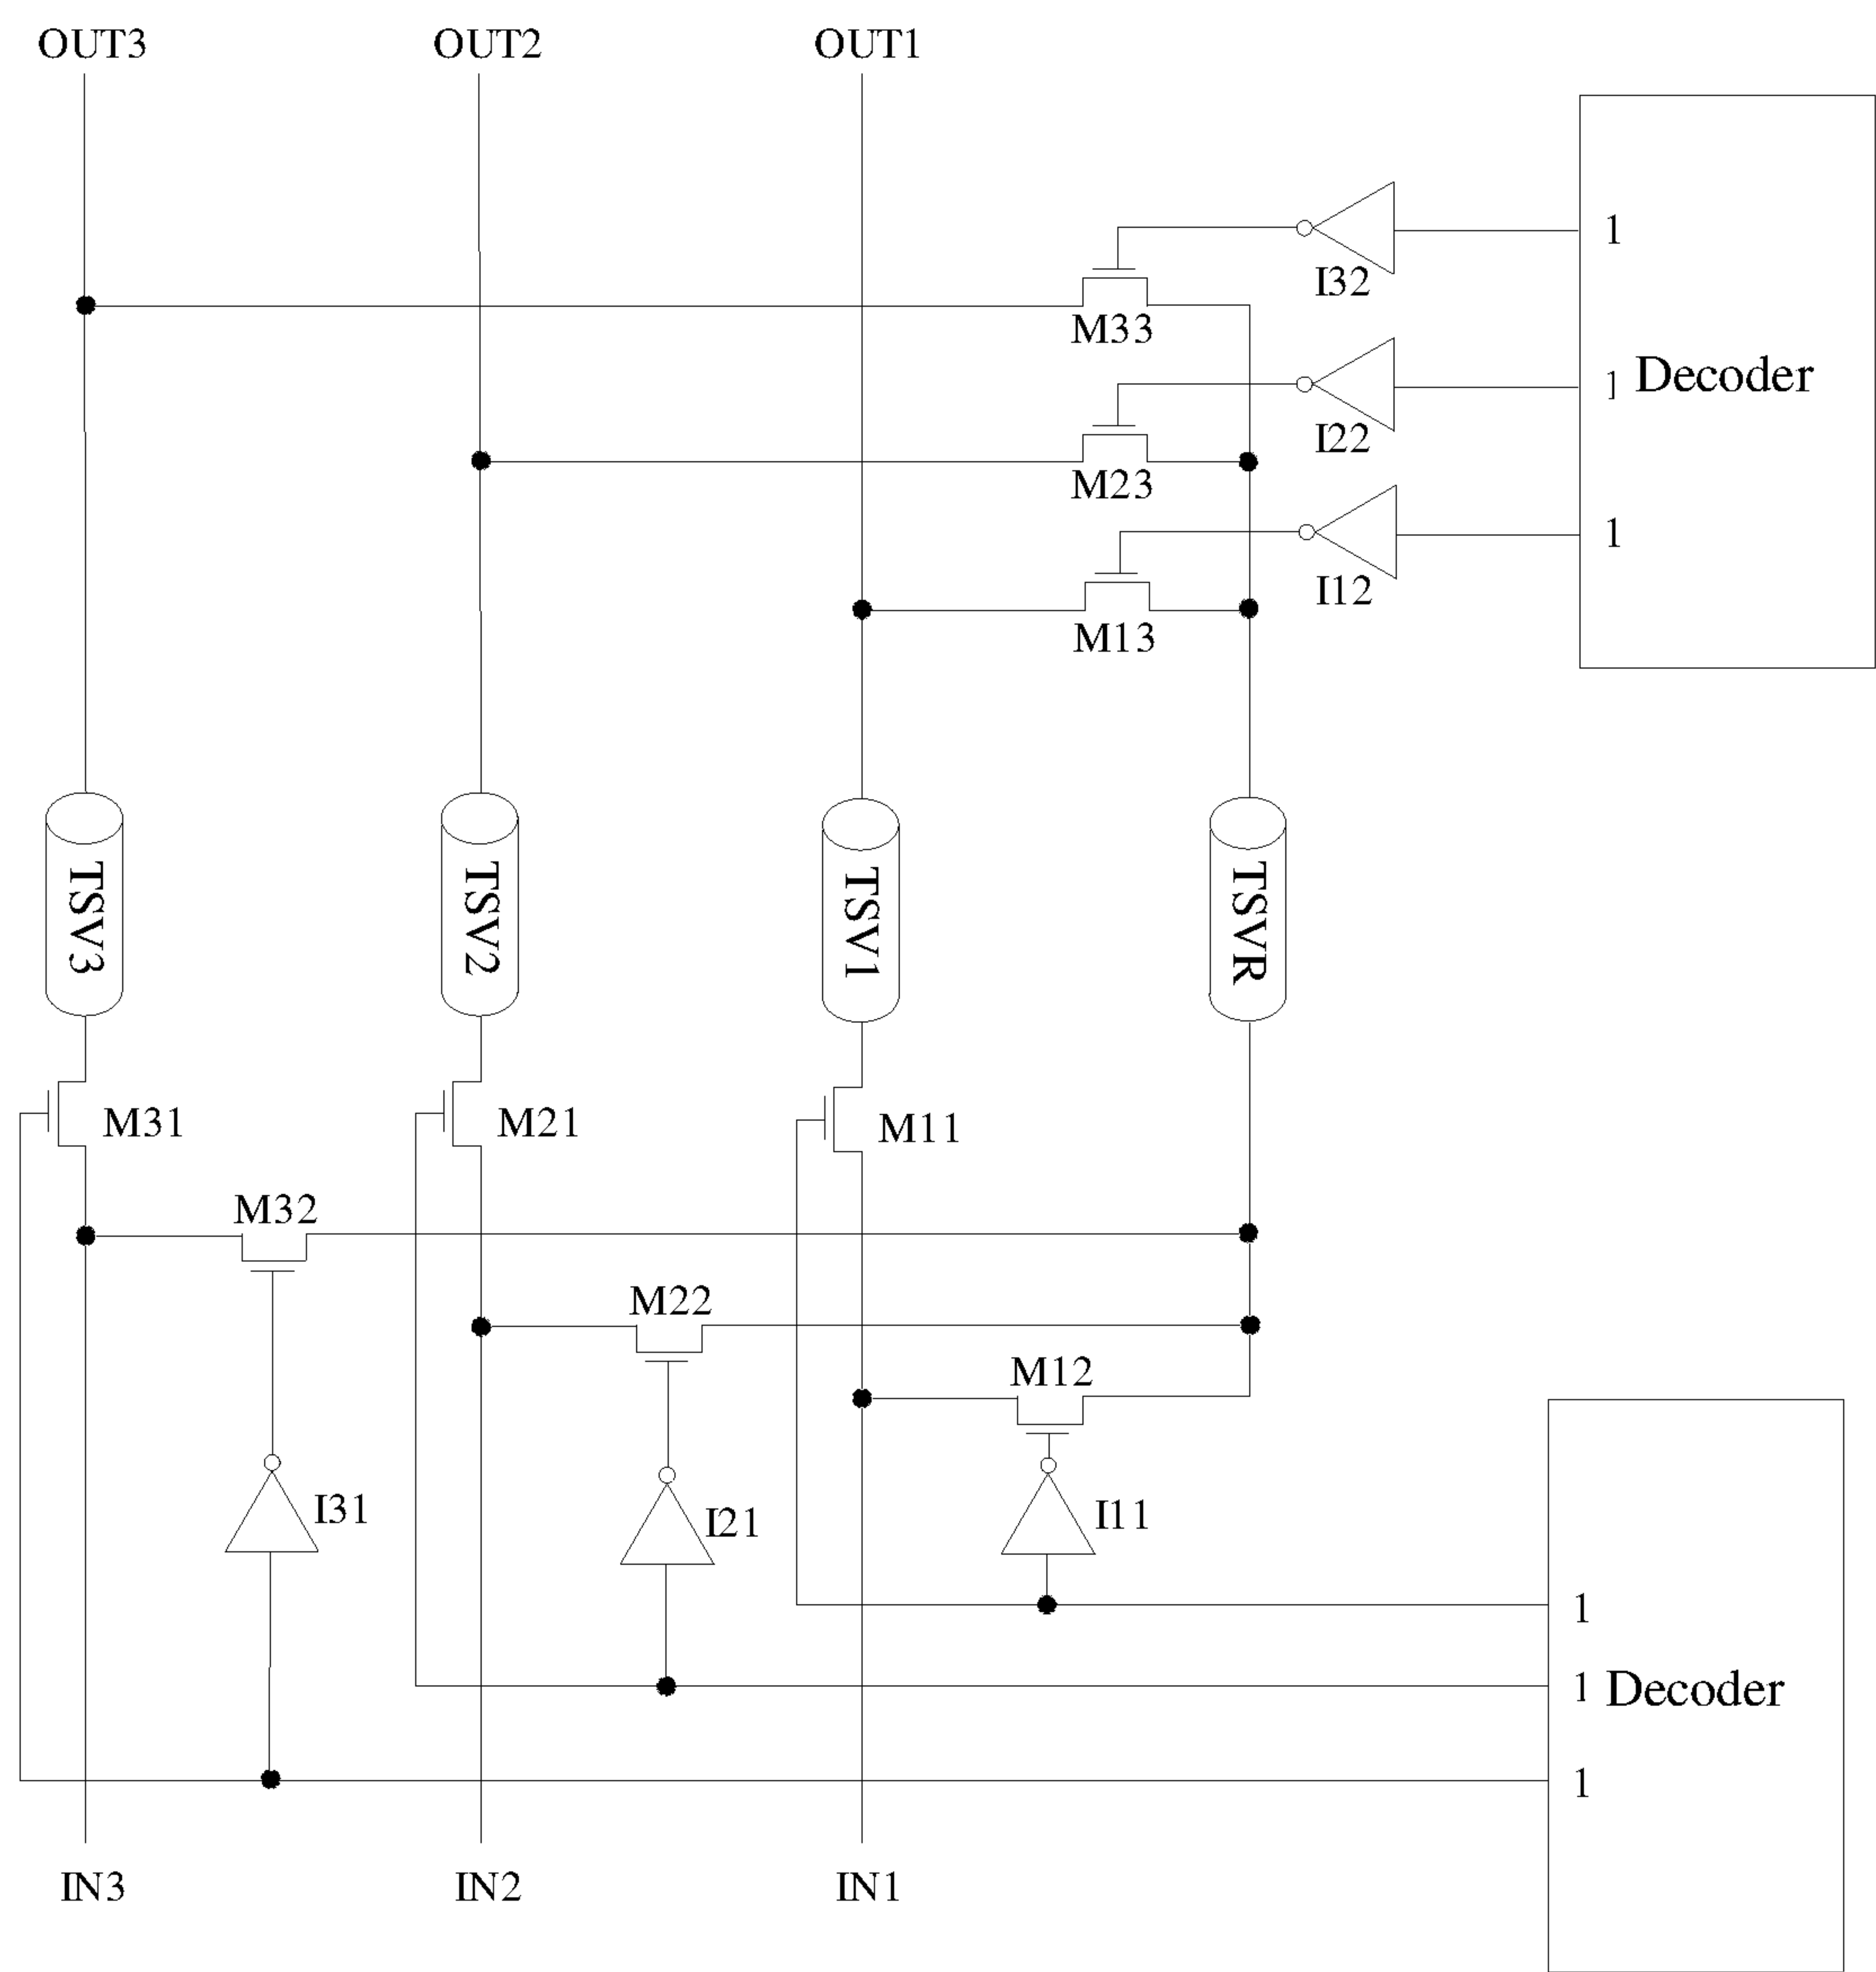 OUT3
OUT2
OUT1
1
I32
M33
1
Decoder
I22
M23
1
I12
M13
TSV3
TSV2
TSV1
TSVR
M31
M21
M11
M32
M22
M12
I31
I21
I11
1
1
Decoder
1
IN3
IN2
IN1